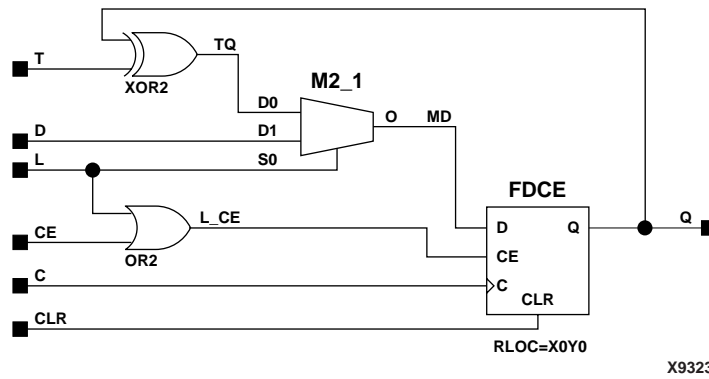 T
TQ
XOR2
M2_1
D0
O
MD
D
D1
L
S0
FDCE
L_CE
D
Q
Q
CE
OR2
CE
C
C
CLR
CLR
RLOC=X0Y0
X9323